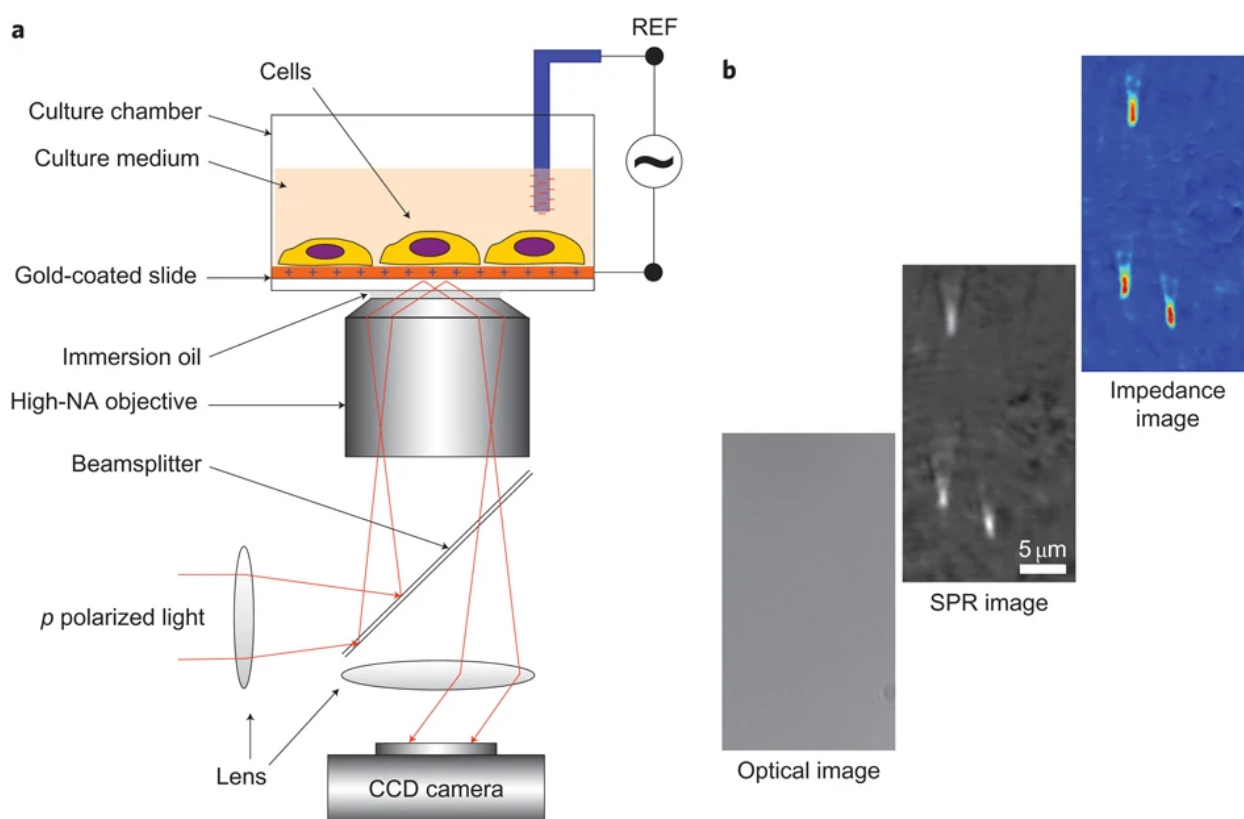 a
REF
Cells
Culture chamber
Culture medium
Gold-coated slide
Immersion oil
High-NA objective
Beamsplitter
p polarized light
Lens
CCD camera
b
Impedance
image
5 μm
SPR image
Optical image